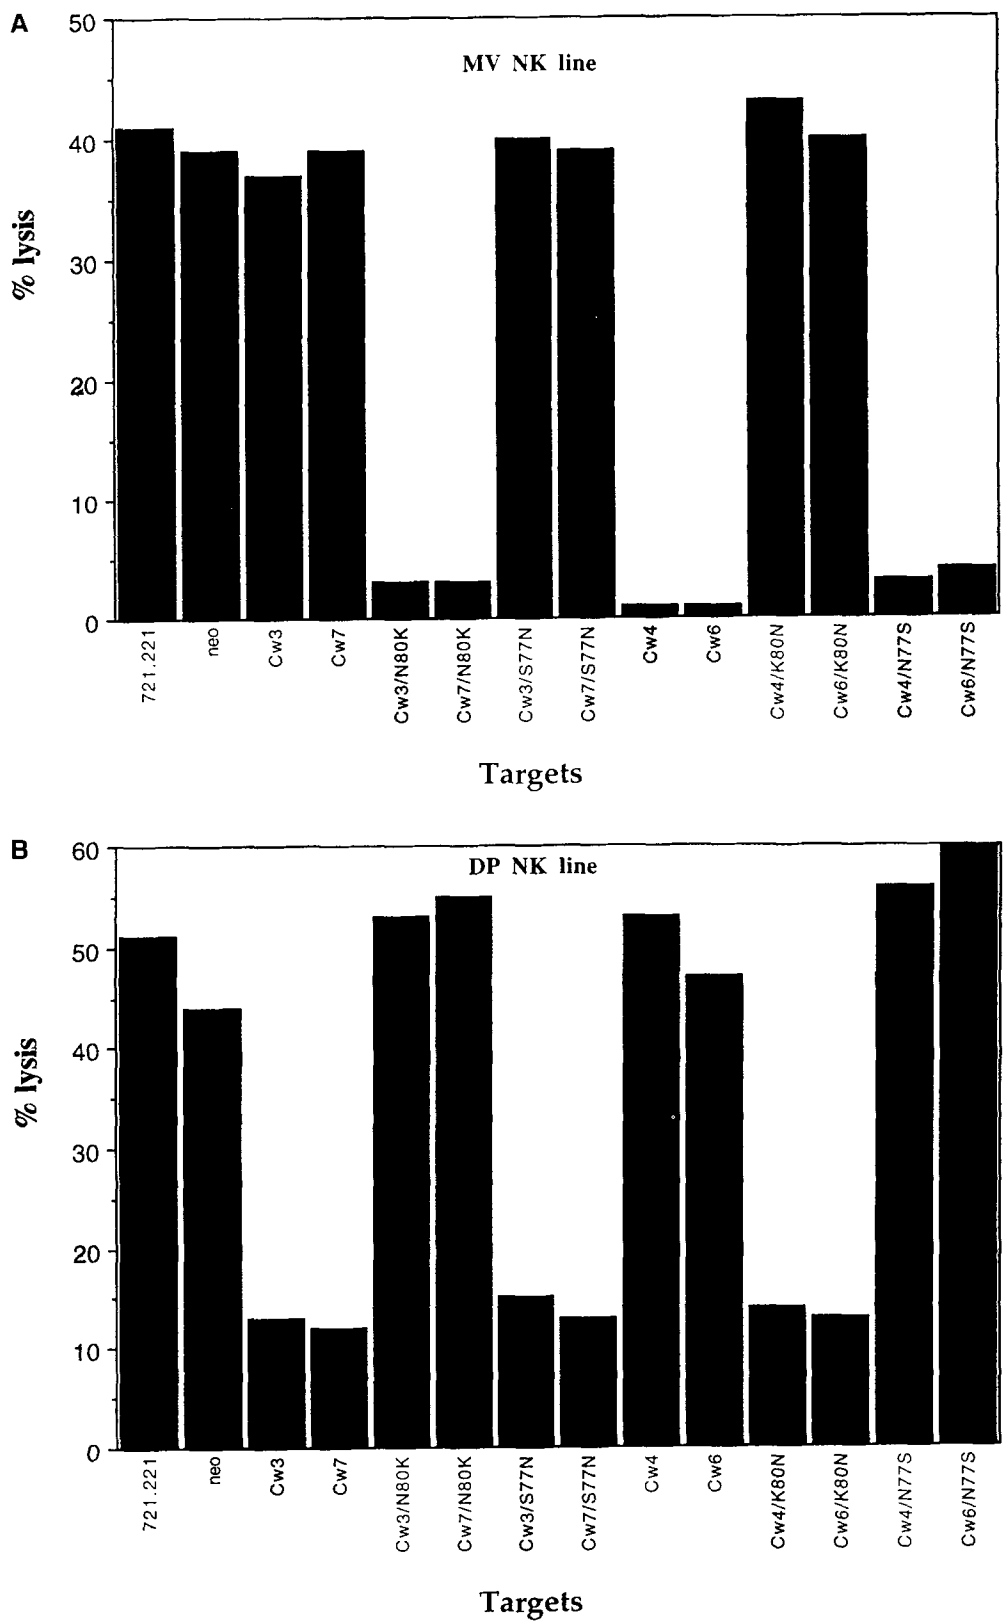 A
MV NK line
50
40
30
20
10
0
% lysis
721.221
neo
Cw3
Cw7
Cw3/N80K
Cw7/N80K
Cw3/S77N
Cw7/S77N
Cw4
Cw6
Cw4/K80N
Cw6/K80N
Cw4/N77S
Cw6/N77S
Targets
B
DP NK line
60
50
40
30
20
10
0
% lysis
721.221
neo
Cw3
Cw7
Cw3/N80K
Cw7/N80K
Cw3/S77N
Cw7/S77N
Cw4
Cw6
Cw4/K80N
Cw6/K80N
Cw4/N77S
Cw6/N77S
Targets